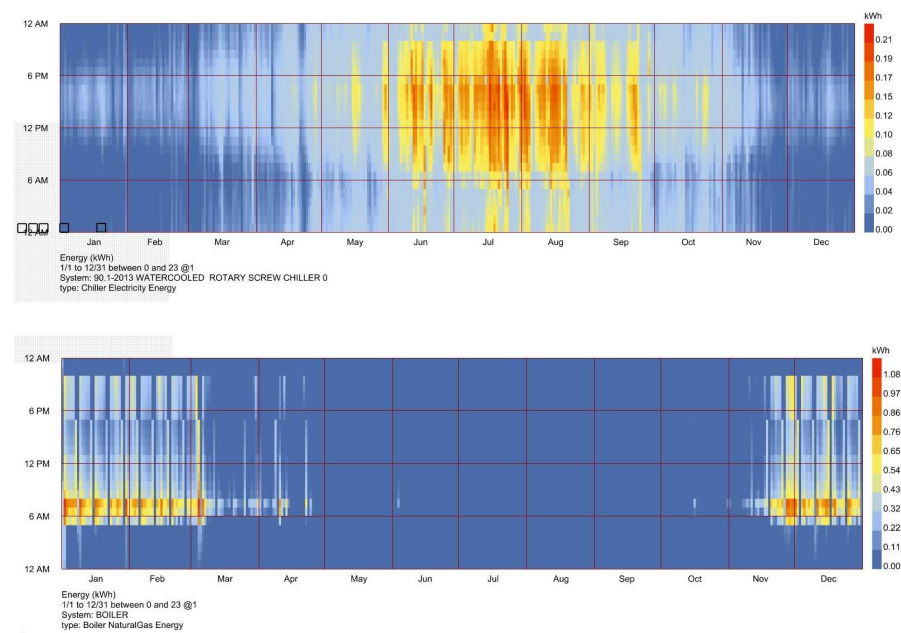 kWh
12 AM
0.21
0.19
6 PM
0.17
0.15
0.12
12 PM
0.10
0.08
6 AM
0.06
0.04
0.02
12 AM
0.00
Jan Feb Mar Apr May Jun Jul Aug Sep Oct Nov Dec
Energy (kWh)
1/1 to 12/31 between 0 and 23 @1
System: 90.1-2013 WATERCOOLED  ROTARY SCREW CHILLER 0
type: Chiller Electricity Energy
kWh
12 AM
1.08
0.97
6 PM
0.86
0.76
0.65
12 PM
0.54
0.43
0.32
6 AM
0.22
0.11
12 AM
0.00
Jan Feb Mar Apr May Jun Jul Aug Sep Oct Nov Dec
Energy (kWh)
1/1 to 12/31 between 0 and 23 @1
System: BOILER
type: Boiler NaturalGas Energy